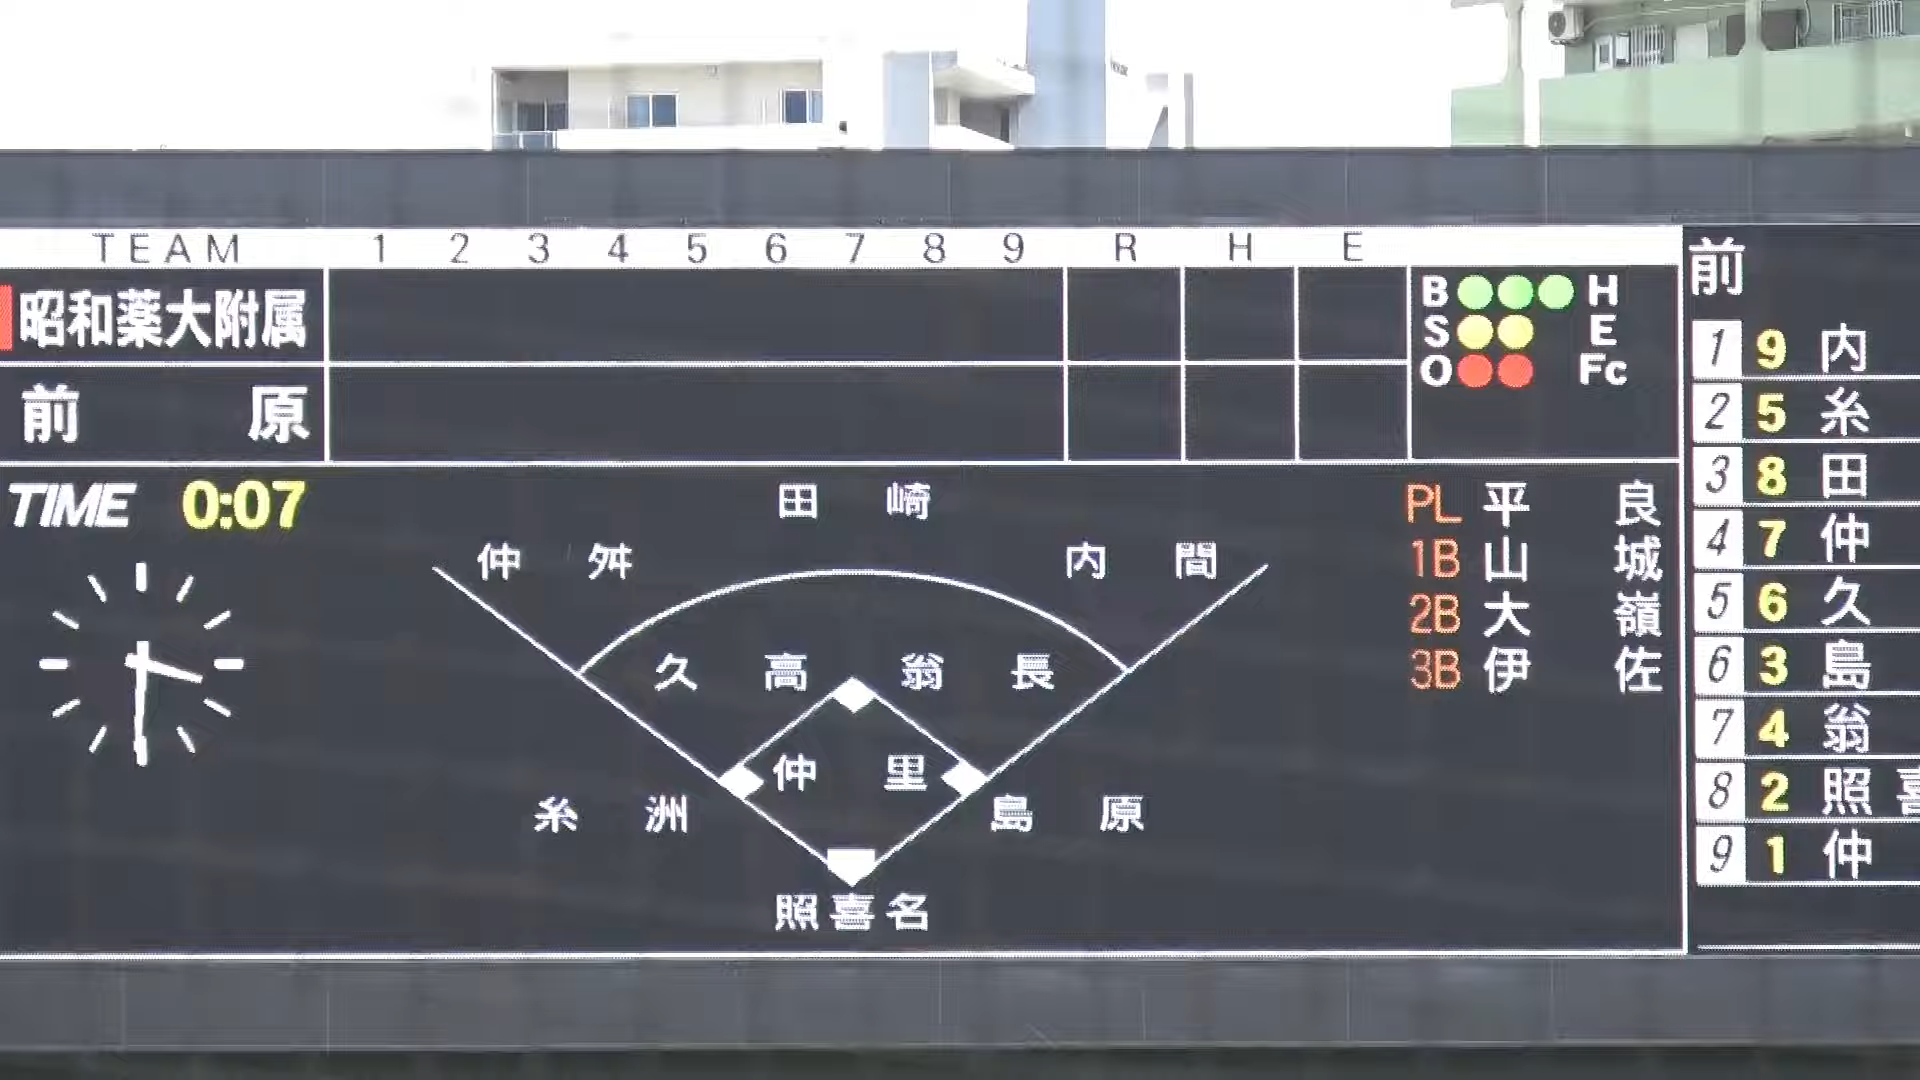 TEAM 1 2 3 4 5 6 7 8 9 R H E
昭和薬大附属
前原
B H
S E
O Fc
TIME 0:07
田崎
仲舛
内間
久高
翁長
仲里
糸洲
島原
照喜名
PL 平良
1B 山城
2B 大嶺
3B 伊佐
前
1 9 内
2 5 糸
3 8 田
4 7 仲
5 6 久
6 3 島
7 4 翁
8 2 照喜
9 1 仲